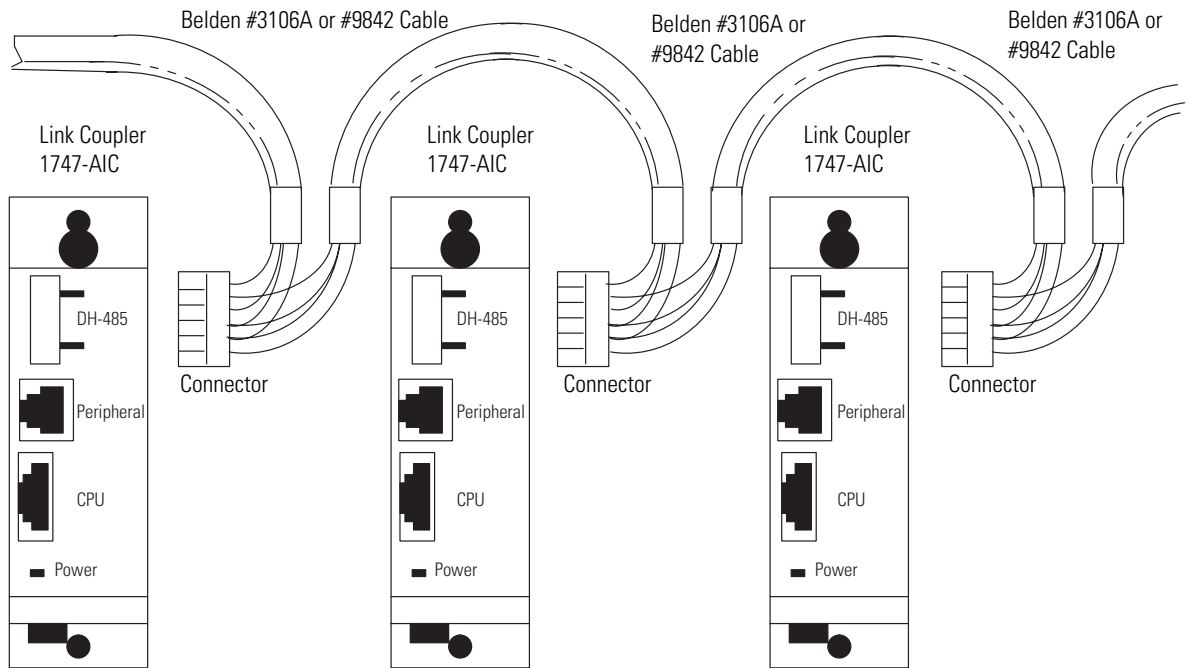 Belden #3106A or #9842 Cable
Belden #3106A or
#9842 Cable
Belden #3106A or
#9842 Cable
Link Coupler
1747-AIC
Link Coupler
1747-AIC
Link Coupler
1747-AIC
DH-485
Connector
Peripheral
CPU
Power
DH-485
Connector
Peripheral
CPU
Power
DH-485
Connector
Peripheral
CPU
Power